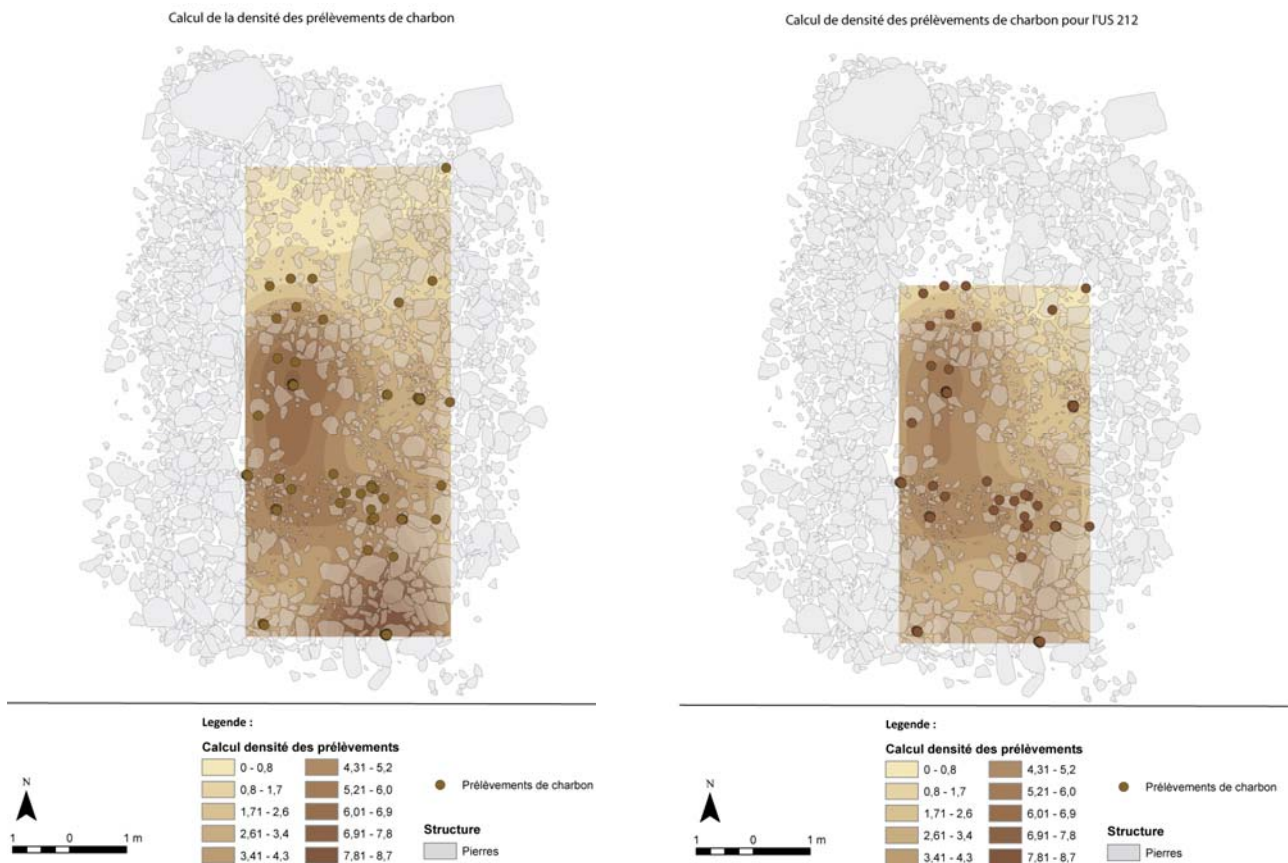 Calcul de la densité des prélèvements de charbon
Legende :
Calcul densité des prélèvements
0 - 0,8
0,8 - 1,7
1,71 - 2,6
2,61 - 3,4
3,41 - 4,3
4,31 - 5,2
5,21 - 6,0
6,01 - 6,9
6,91 - 7,8
7,81 - 8,7
Prélèvements de charbon
Structure
Pierres
N
1 0 1 m
Calcul de densité des prélèvements de charbon pour l'US 212
Legende :
Calcul densité des prélèvements
0 - 0,8
0,8 - 1,7
1,71 - 2,6
2,61 - 3,4
3,41 - 4,3
4,31 - 5,2
5,21 - 6,0
6,01 - 6,9
6,91 - 7,8
7,81 - 8,7
Prélèvements de charbon
Structure
Pierres
N
1 0 1 m